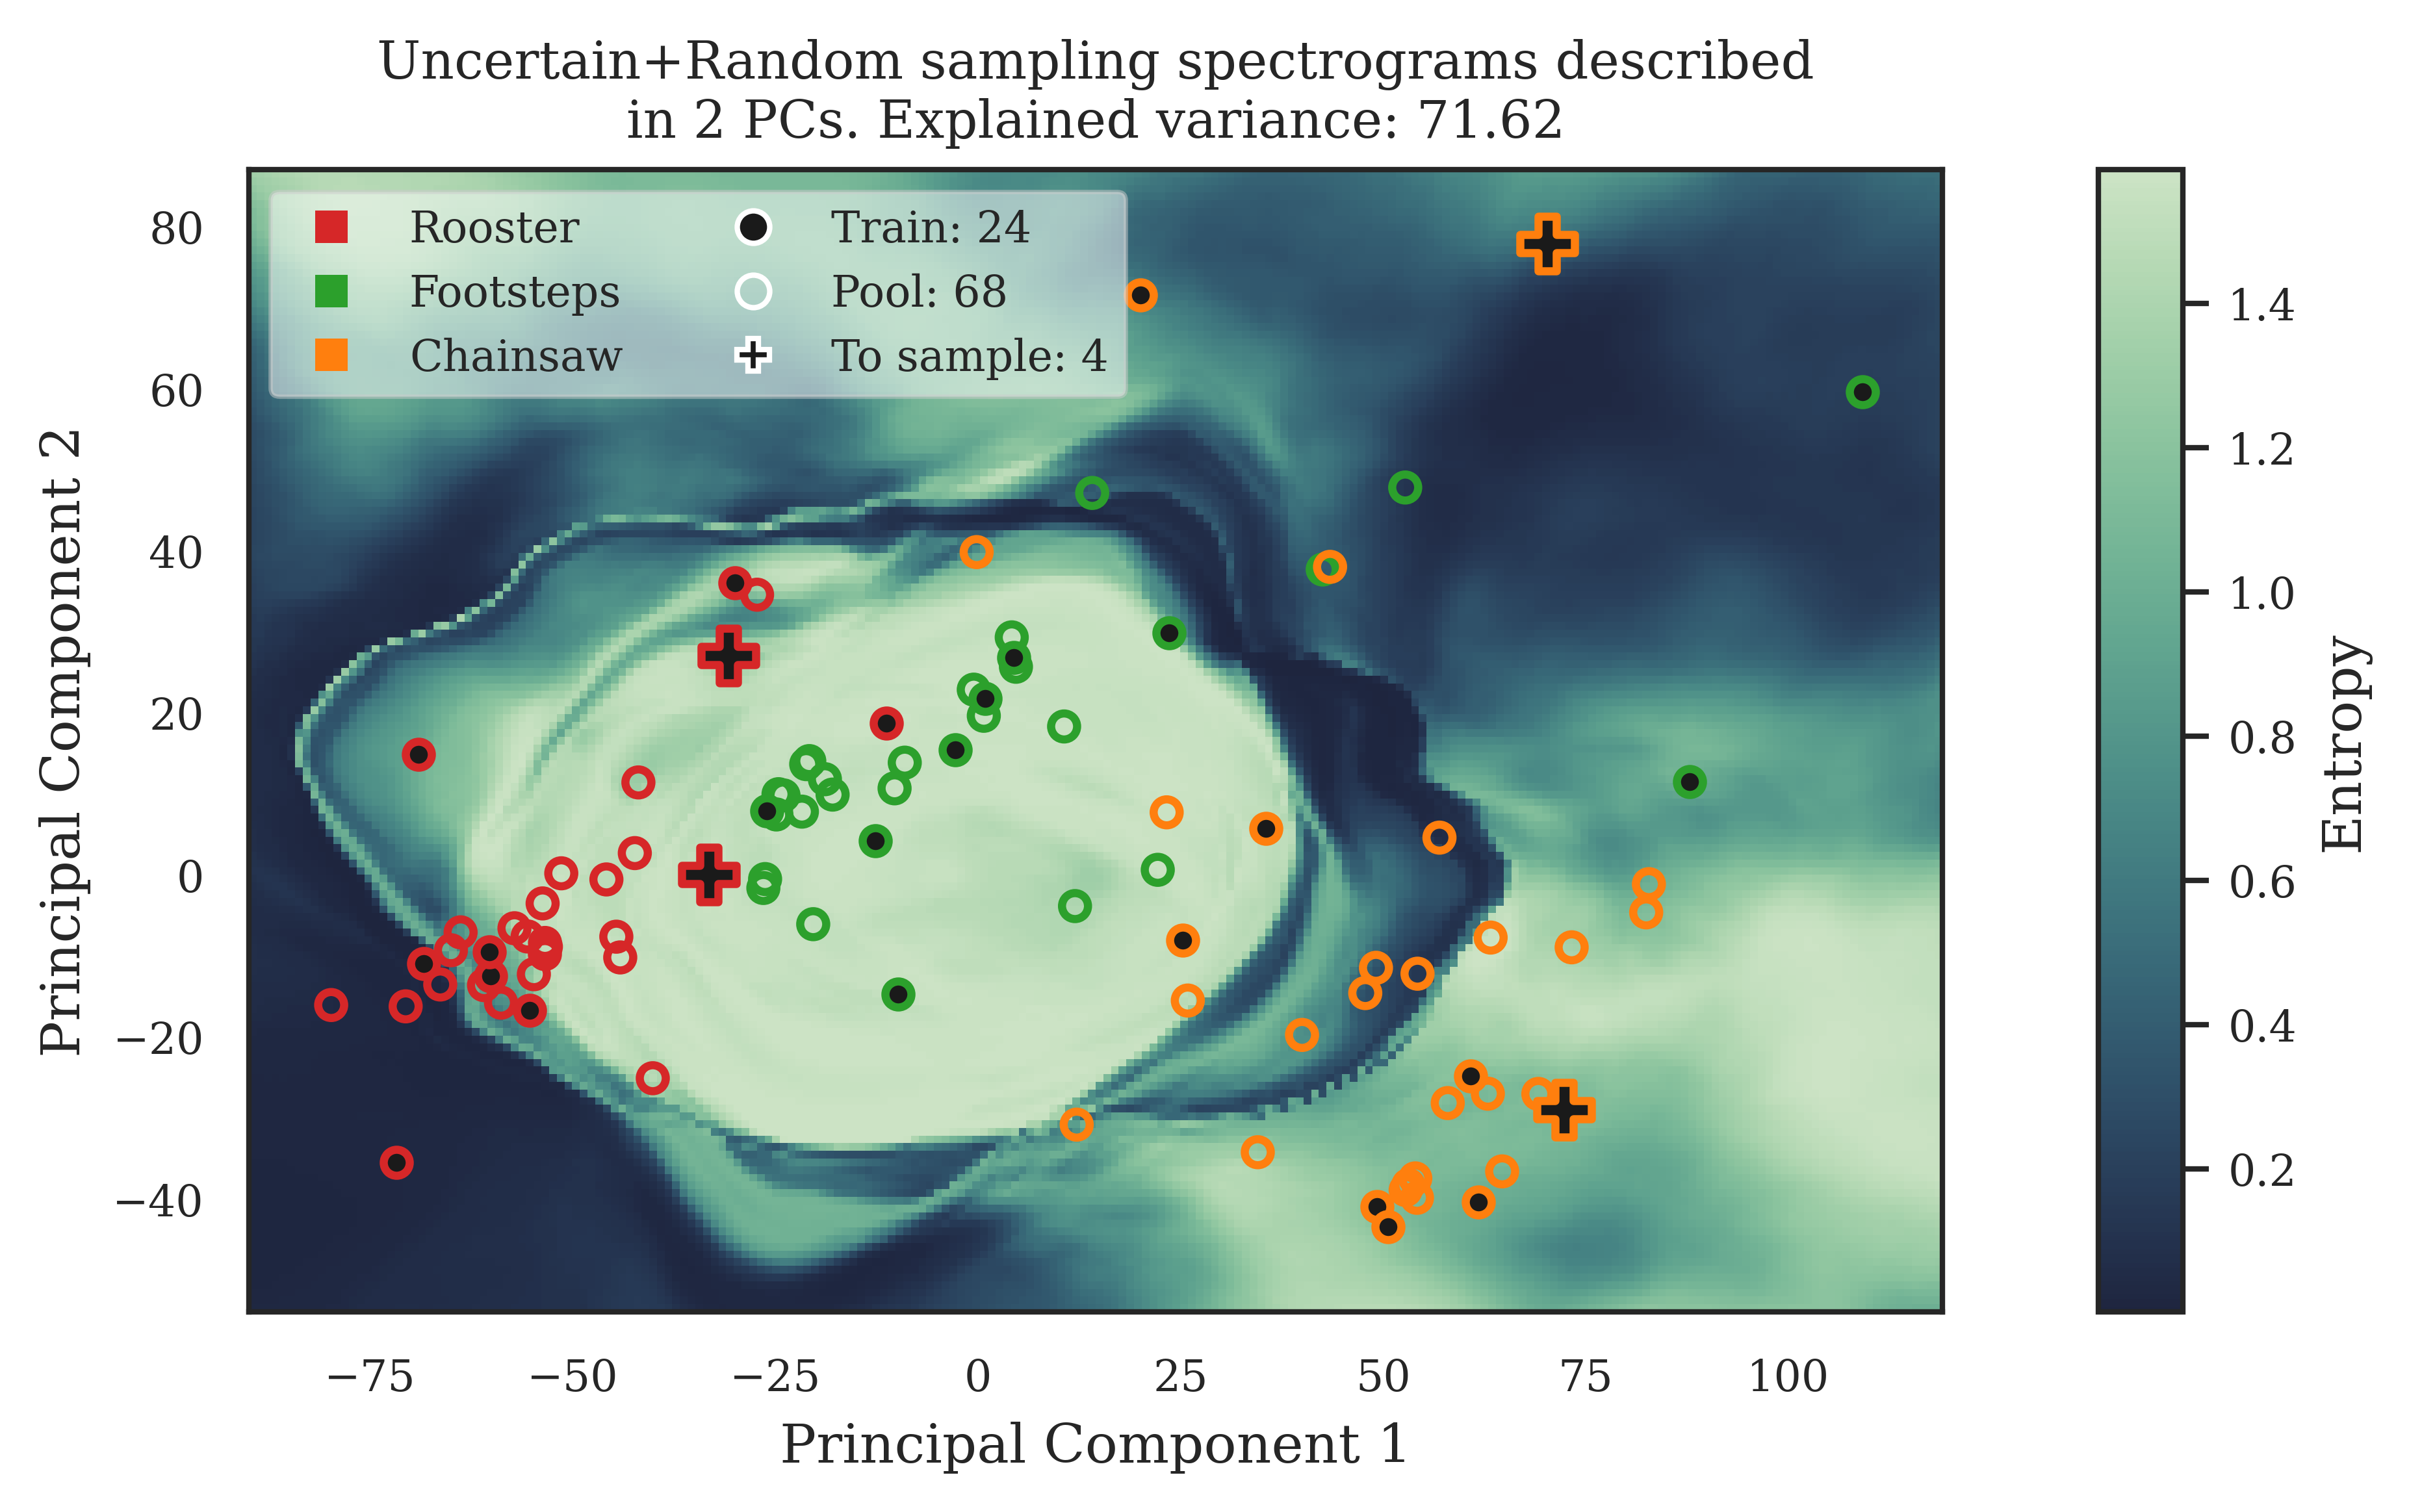 Uncertain+Random sampling spectrograms described
in 2 PCs. Explained variance: 71.62
Rooster
Footsteps
Chainsaw
Train: 24
Pool: 68
To sample: 4
Principal Component 2
80
60
40
20
0
−20
−40
−75
−50
−25
0
25
50
75
100
Principal Component 1
1.4
1.2
1.0
0.8
0.6
0.4
0.2
Entropy